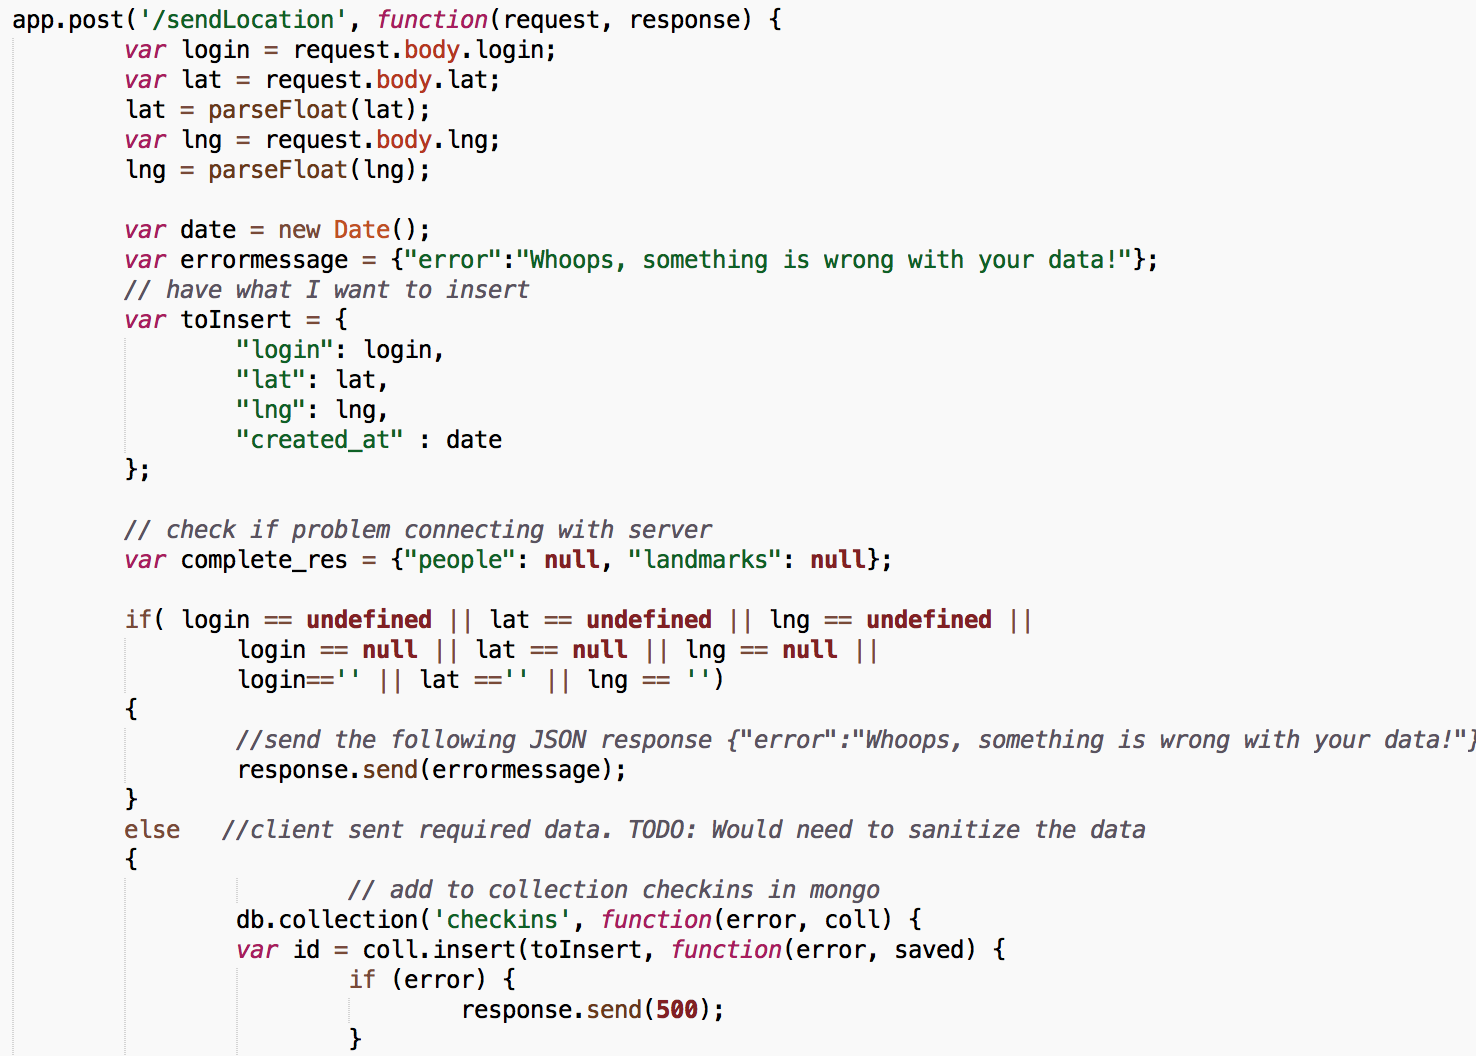 app.post('/sendLocation', function(request, response) {
var login = request.body.login;
var lat = request.body.lat;
lat = parseFloat(lat);
var lng = request.body.lng;
lng = parseFloat(lng);
var date = new Date();
var errormessage = {"error":"Whoops, something is wrong with your data!"};
// have what I want to insert
var toInsert = {
"login": login,
"lat": lat,
"lng": lng,
"created_at" : date
};
// check if problem connecting with server
var complete_res = {"people": null, "landmarks": null};
if( login == undefined || lat == undefined || lng == undefined ||
login == null || lat == null || lng == null ||
login=='' || lat =='' || lng == '')
{
//send the following JSON response {"error":"Whoops, something is wrong with your data!"}
response.send(errormessage);
}
else //client sent required data. TODO: Would need to sanitize the data
{
// add to collection checkins in mongo
db.collection('checkins', function(error, coll) {
var id = coll.insert(toInsert, function(error, saved) {
if (error) {
response.send(500);
}